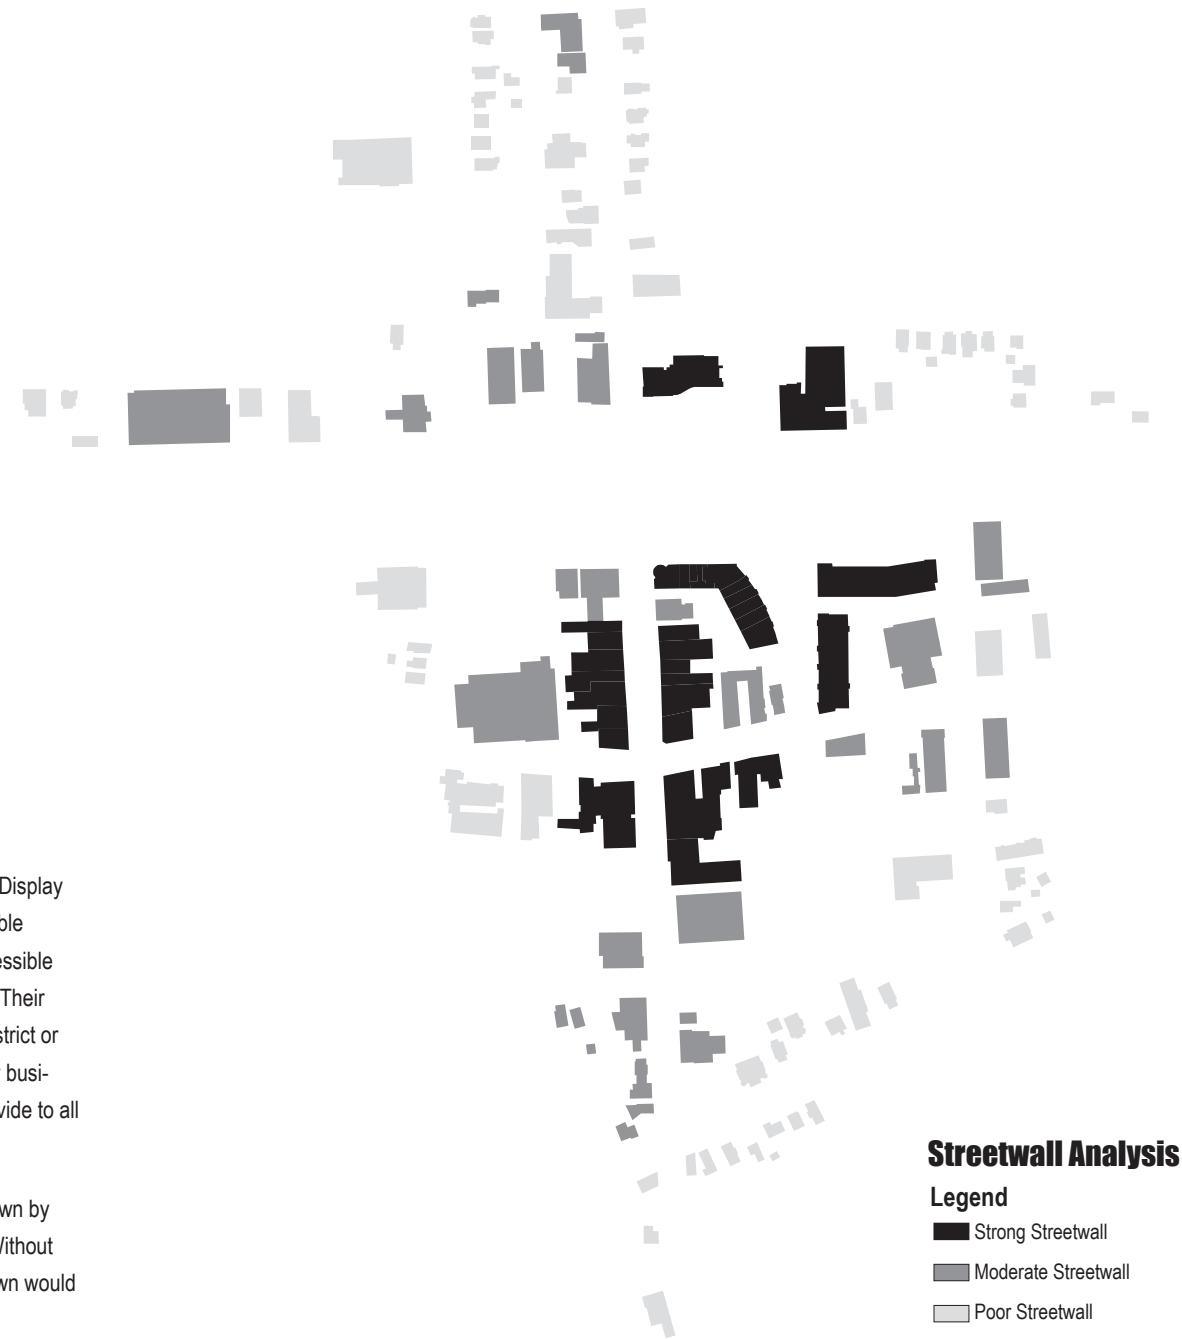 Display
ble
essible
Their
strict or
busi-
vide to all
wn by
Without
wn would
Streetwall Analysis
Legend
Strong Streetwall
Moderate Streetwall
Poor Streetwall